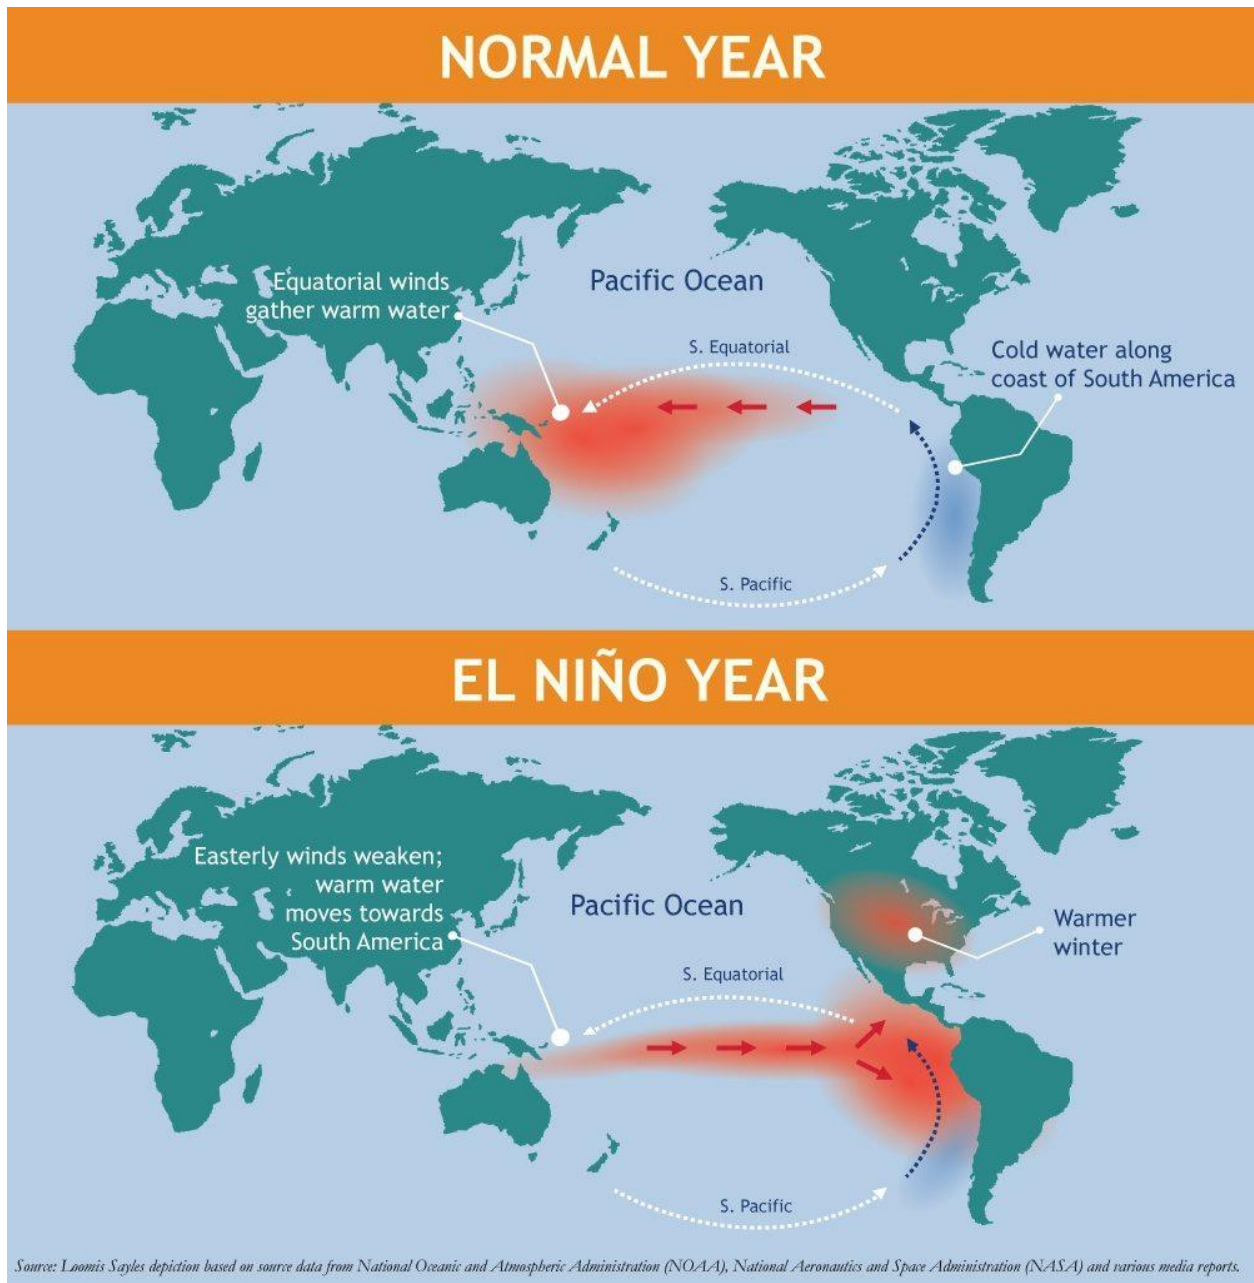 NORMAL YEAR
Equatorial winds
gather warm water
Pacific Ocean
S. Equatorial
Cold water along
coast of South America
S. Pacific
EL NIÑO YEAR
Easterly winds weaken;
warm water
moves towards
South America
Pacific Ocean
Warmer
winter
S. Equatorial
S. Pacific
Source: Loomis Sayles depiction based on source data from National Oceanic and Atmospheric Administration (NOAA), National Aeronautics and Space Administration (NASA) and various media reports.